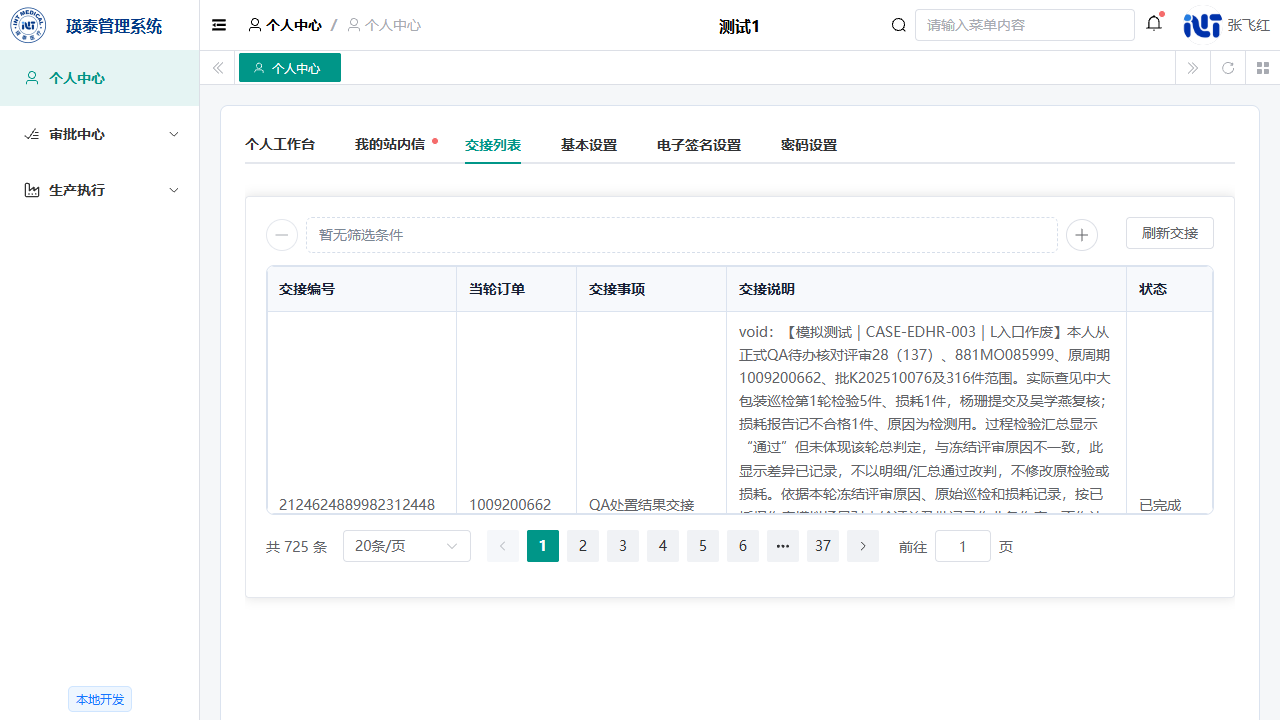 瑛泰管理系统
个人中心 / 个人中心
测试1
请输入菜单内容
张飞红
个人中心
个人中心
审批中心
生产执行
个人工作台
我的站内信
交接列表
基本设置
电子签名设置
密码设置
暂无筛选条件
刷新交接
交接编号
当轮订单
交接事项
交接说明
状态
void：【模拟测试｜CASE-EDHR-003｜L入口作废】本人从
正式QA待办核对评审28（137）、881MO085999、原周期
1009200662、批K202510076及316件范围。实际查见中大
包装巡检第1轮检验5件、损耗1件，杨珊提交及吴学燕复核；
损耗报告记不合格1件、原因为检测用。过程检验汇总显示
“通过”但未体现该轮总判定，与冻结评审原因不一致，此
显示差异已记录，不以明细/汇总通过改判，不修改原检验或
损耗。依据本轮冻结评审原因、原始巡检和损耗记录，按已
2124624889982312448
1009200662
QA处置结果交接
已完成
共 725 条
20条/页
1
2
3
4
5
6
37
前往 1 页
本地开发